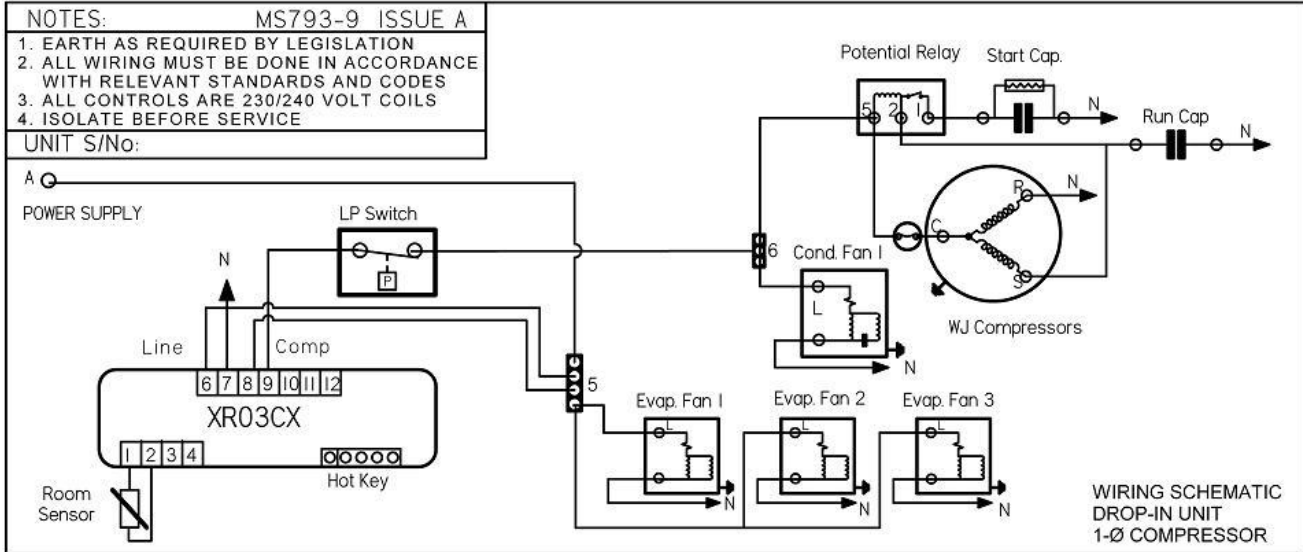 NOTES: MS793-9 ISSUE A
1. EARTH AS REQUIRED BY LEGISLATION
2. ALL WIRING MUST BE DONE IN ACCORDANCE
WITH RELEVANT STANDARDS AND CODES
3. ALL CONTROLS ARE 230/240 VOLT COILS
4. ISOLATE BEFORE SERVICE
UNIT S/No:
A
POWER SUPPLY
LP Switch
P
N
Line
Comp
6 7 8 9 10 11 12
XR03CX
1 2 3 4
Hot Key
Room
Sensor
5
6
Potential Relay
5 2 1
Start Cap.
N
Run Cap
N
R
N
C
S
WJ Compressors
Cond. Fan 1
L
N
Evap. Fan 1
L
N
Evap. Fan 2
L
N
Evap. Fan 3
L
N
WIRING SCHEMATIC
DROP-IN UNIT
1-Ø COMPRESSOR